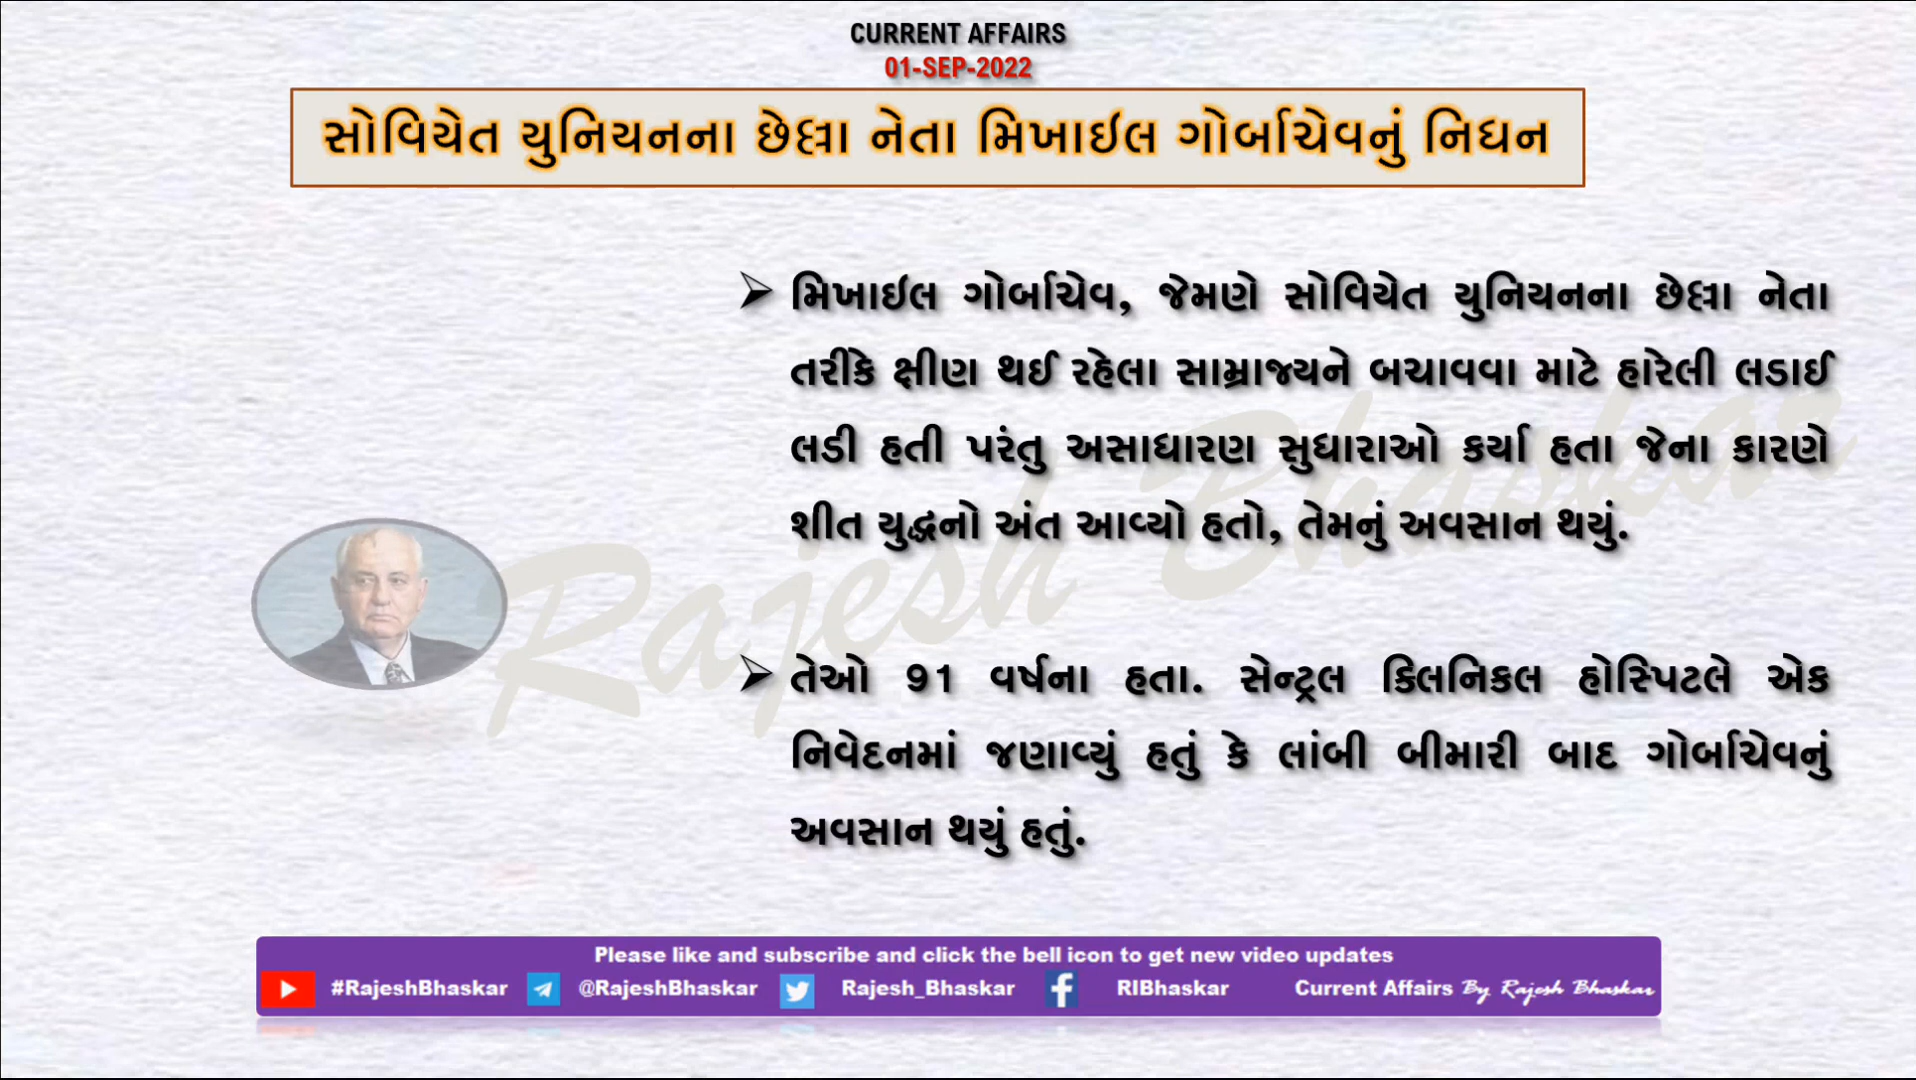 CURRENT AFFAIRS
01-SEP-2022
સોવિયેત યુનિયનના છેલ્લા નેતા મિખાઇલ ગોર્બાચેવનું નિધન
➢ મિખાઈલ ગોર્બાચેવ, જેમણે સોવિયેત યુનિયનના છેલ્લા નેતા
તરીકે ક્ષીણ થઈ રહેલા સામ્રાજ્યને બચાવવા માટે હારેલી લડાઈ
લડી હતી પરંતુ અસાધારણ સુધારાઓ કર્યા હતા જેના કારણે
શીત યુદ્ધનો અંત આવ્યો હતો, તેમનું અવસાન થયું.
Rajesh Bhaskar
➢ તેઓ 91 વર્ષના હતા. સેન્ટ્રલ ક્લિનિકલ હોસ્પિટલે એક
નિવેદનમાં જણાવ્યું હતું કે લાંબી બીમારી બાદ ગોર્બાચેવનું
અવસાન થયું હતું.
Please like and subscribe and click the bell icon to get new video updates
#RajeshBhaskar @RajeshBhaskar Rajesh_Bhaskar RIBhaskar Current Affairs By Rajesh Bhaskar